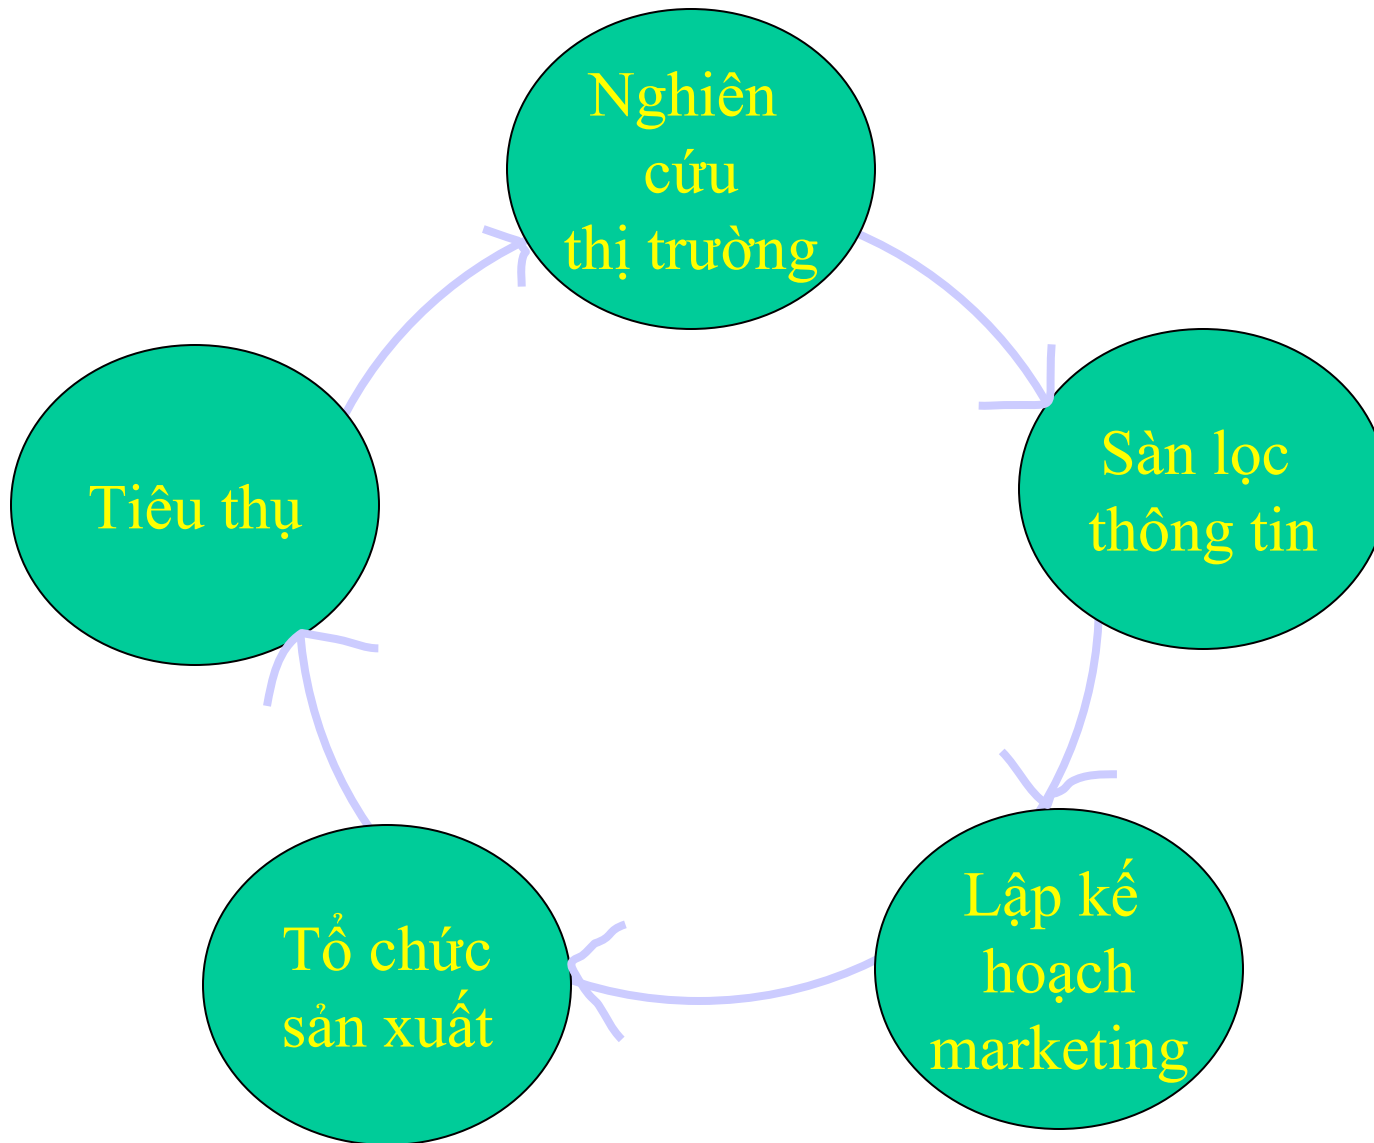 Nghiên
cứu
thị trường
Sàn lọc
thông tin
Lập kế
hoạch
marketing
Tổ chức
sản xuất
Tiêu thụ